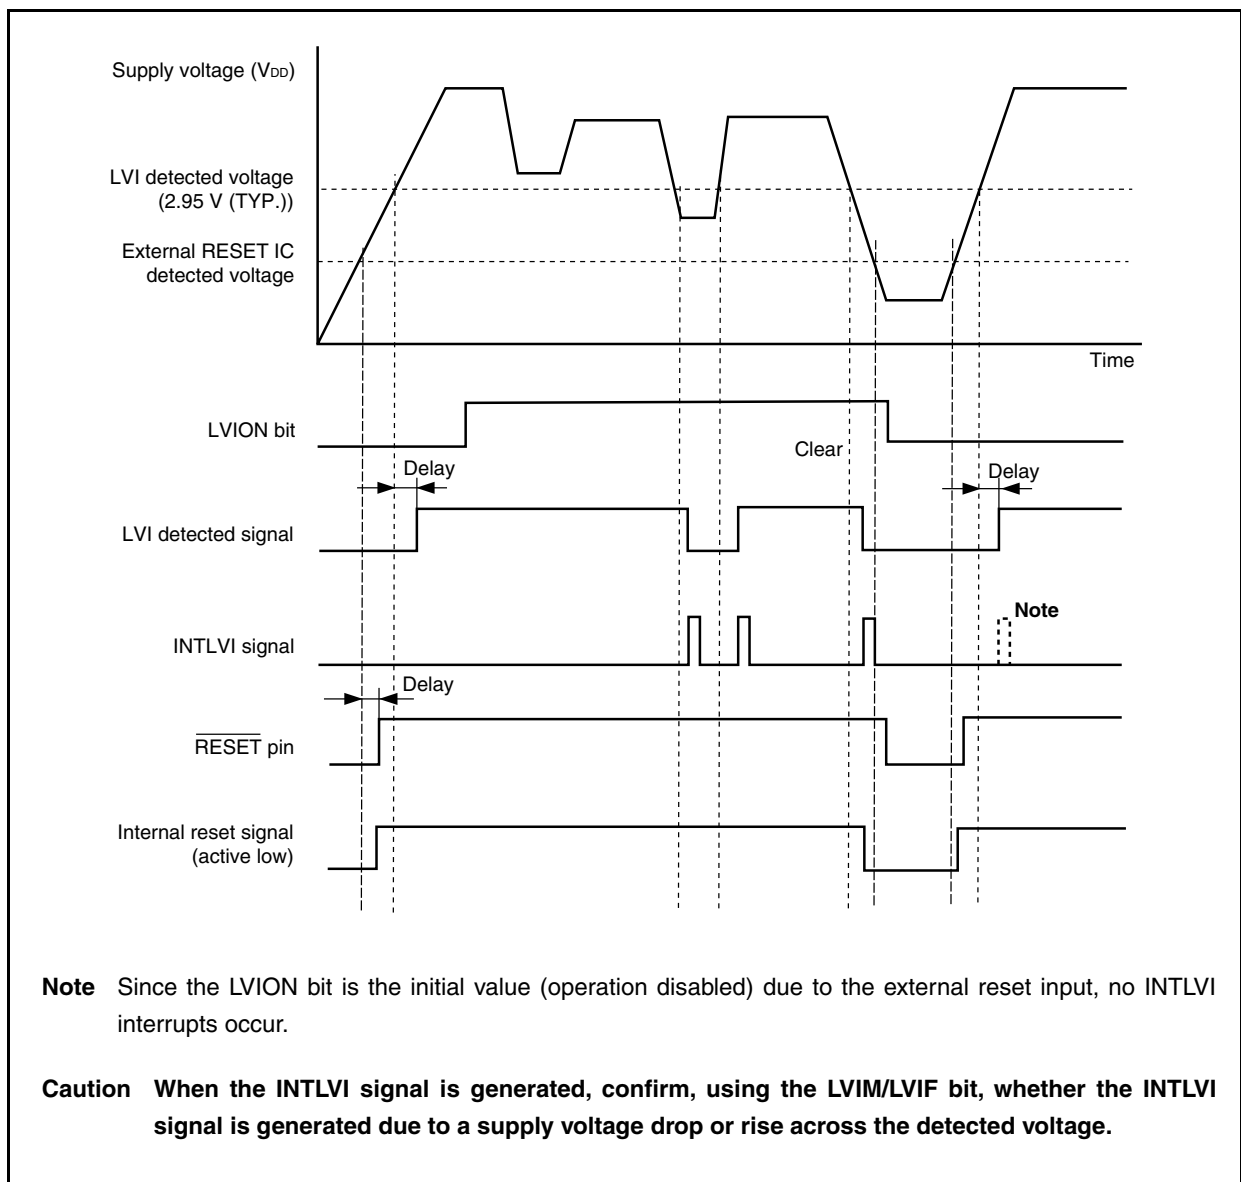 Supply voltage (VDD)
LVI detected voltage
(2.95 V (TYP.))
External RESET IC
detected voltage
Time
LVION bit
Clear
Delay
Delay
LVI detected signal
Note
INTLVI signal
Delay
RESET pin
Internal reset signal
(active low)
Note Since the LVION bit is the initial value (operation disabled) due to the external reset input, no INTLVI
interrupts occur.
Caution When the INTLVI signal is generated, confirm, using the LVIM/LVIF bit, whether the INTLVI
signal is generated due to a supply voltage drop or rise across the detected voltage.